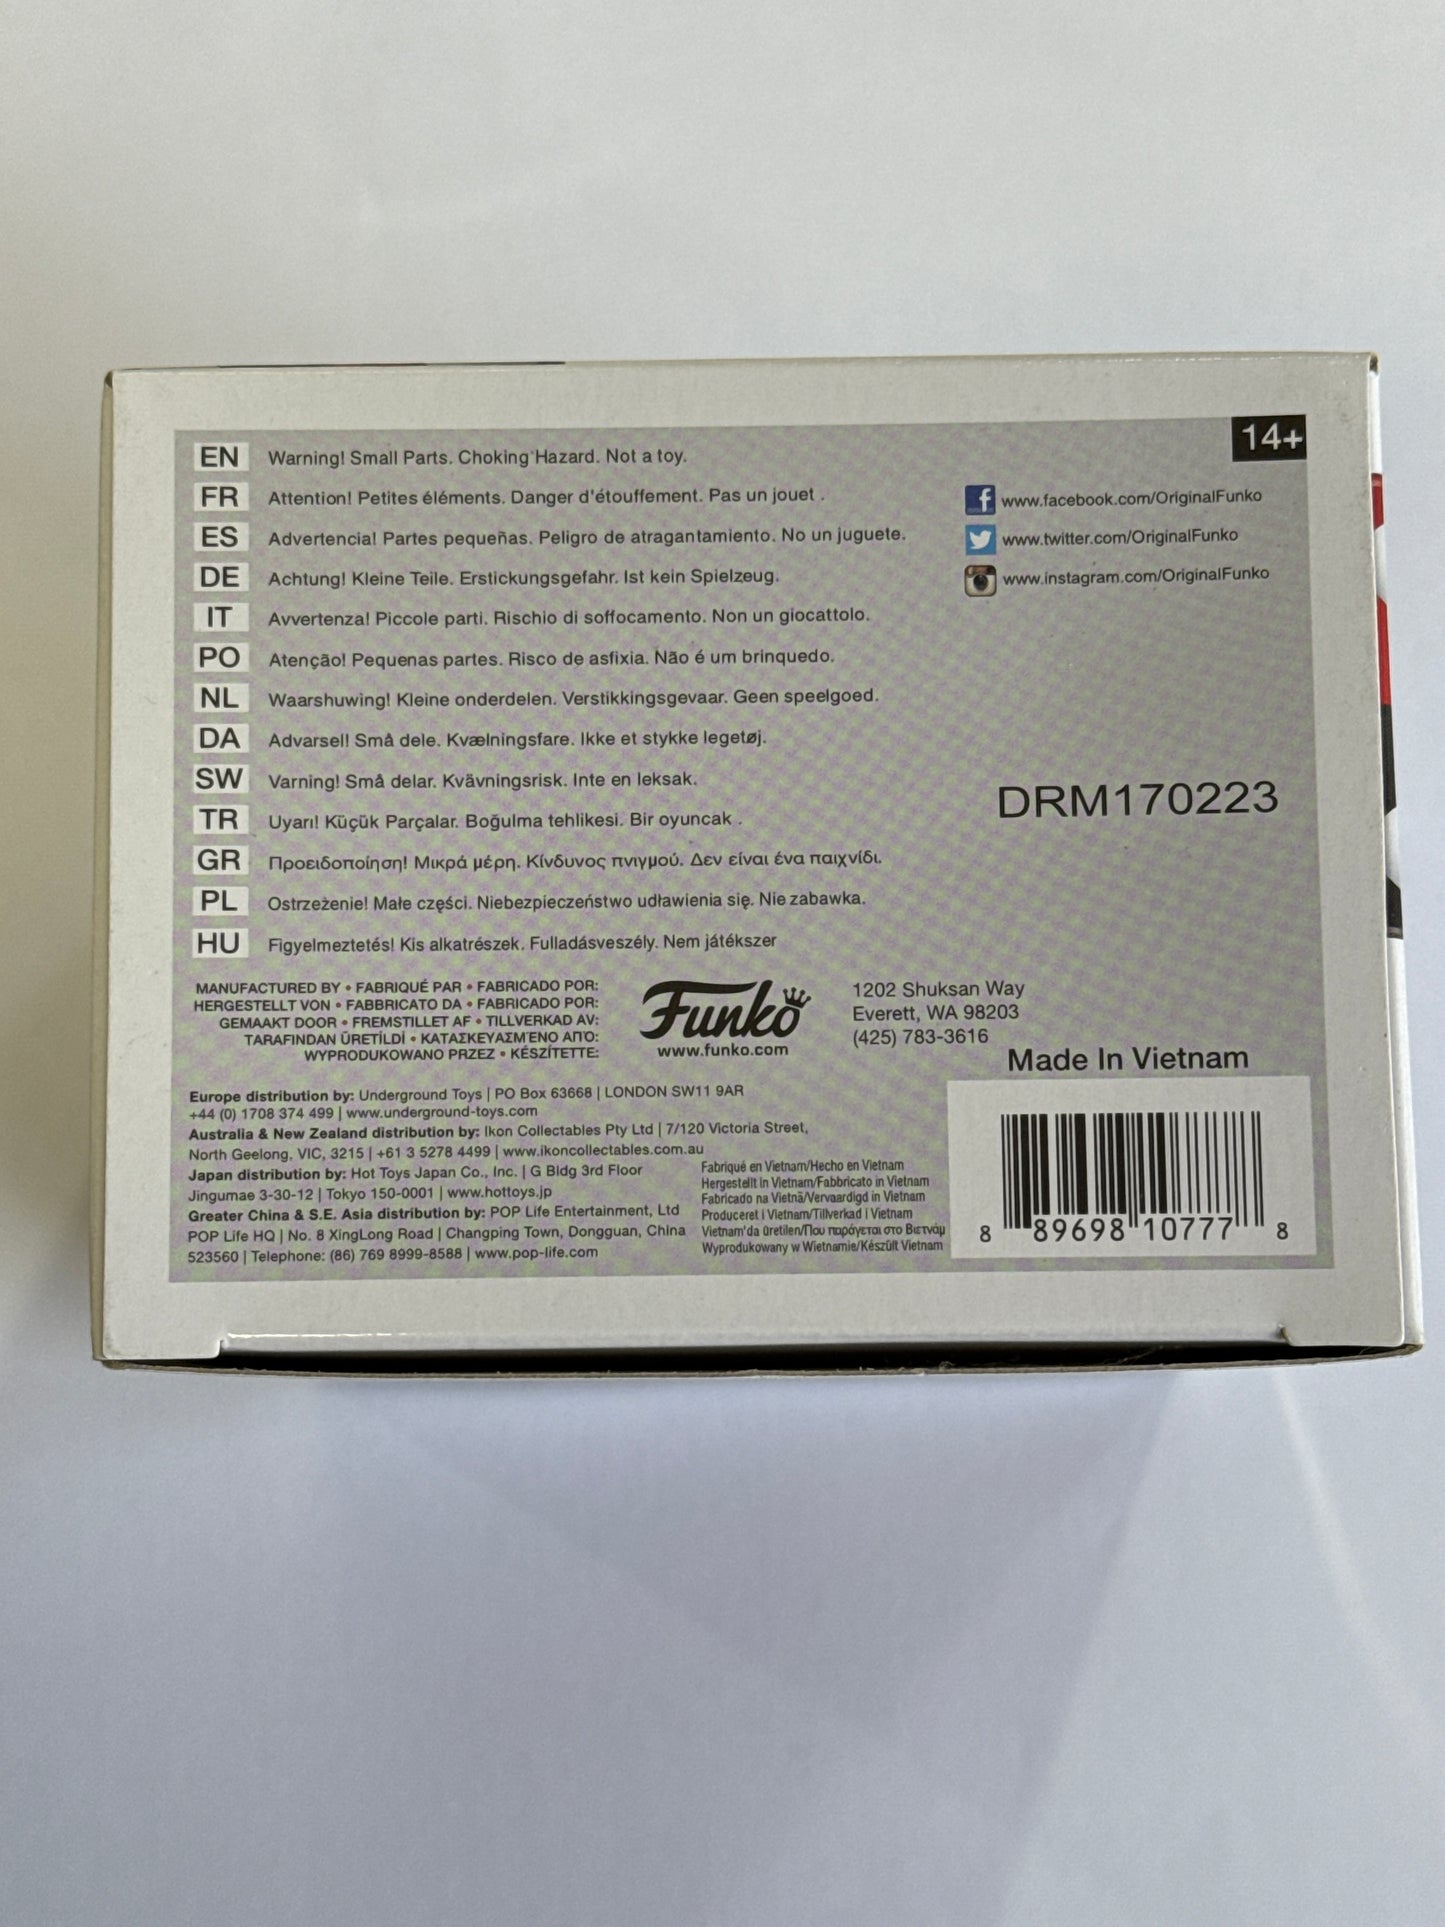 14+
EN Warning! Small Parts. Choking Hazard. Not a toy.
FR Attention! Petites éléments. Danger d'étouffement. Pas un jouet .
ES Advertencia! Partes pequeñas. Peligro de atragantamiento. No un juguete.
DE Achtung! Kleine Teile. Erstickungsgefahr. Ist kein Spielzeug.
IT Avvertenza! Piccole parti. Rischio di soffocamento. Non un giocattolo.
PO Atenção! Pequenas partes. Risco de asfixia. Não é um brinquedo.
NL Waarshuwing! Kleine onderdelen. Verstikkingsgevaar. Geen speelgoed.
DA Advarsel! Små dele. Kvælningsfare. Ikke et stykke legetøj.
SW Varning! Små delar. Kvävningsrisk. Inte en leksak.
TR Uyarı! Küçük Parçalar. Boğulma tehlikesi. Bir oyuncak .
GR Προειδοποίηση! Μικρά μέρη. Κίνδυνος πνιγμού. Δεν είναι ένα παιχνίδι.
PL Ostrzeżenie! Małe części. Niebezpieczeństwo udławienia się. Nie zabawka.
HU Figyelmeztetés! Kis alkatrészek. Fulladásveszély. Nem játékszer
www.facebook.com/OriginalFunko
www.twitter.com/OriginalFunko
www.instagram.com/OriginalFunko
DRM170223
MANUFACTURED BY • FABRIQUÉ PAR • FABRICADO POR:
HERGESTELLT VON • FABBRICATO DA • FABRICADO POR:
GEMAAKT DOOR • FREMSTILLET AF • TILLVERKAD AV:
TARAFINDAN ÜRETİLDİ • ΚΑΤΑΣΚΕΥΑΣΜΈΝΟ ΑΠΌ:
WYPRODUKOWANO PRZEZ • KÉSZÍTETTE:
Funko
www.funko.com
1202 Shuksan Way
Everett, WA 98203
(425) 783-3616
Made In Vietnam
Europe distribution by: Underground Toys | PO Box 63668 | LONDON SW11 9AR
+44 (0) 1708 374 499 | www.underground-toys.com
Australia & New Zealand distribution by: Ikon Collectables Pty Ltd | 7/120 Victoria Street,
North Geelong, VIC, 3215 | +61 3 5278 4499 | www.ikoncollectables.com.au
Japan distribution by: Hot Toys Japan Co., Inc. | G Bldg 3rd Floor
Jingumae 3-30-12 | Tokyo 150-0001 | www.hottoys.jp
Greater China & S.E. Asia distribution by: POP Life Entertainment, Ltd
POP Life HQ | No. 8 XingLong Road | Changping Town, Dongguan, China
523560 | Telephone: (86) 769 8999-8588 | www.pop-life.com
Fabriqué en Vietnam/Hecho en Vietnam
Hergestellt in Vietnam/Fabbricato in Vietnam
Fabricado na Vietnã/Vervaardigd in Vietnam
Produceret i Vietnam/Tillverkad i Vietnam
Vietnam'da üretilen/Που παράγεται στο Βιετνάμ
Wyprodukowany w Wietnamie/Készült Vietnam
8 89698 10777 8